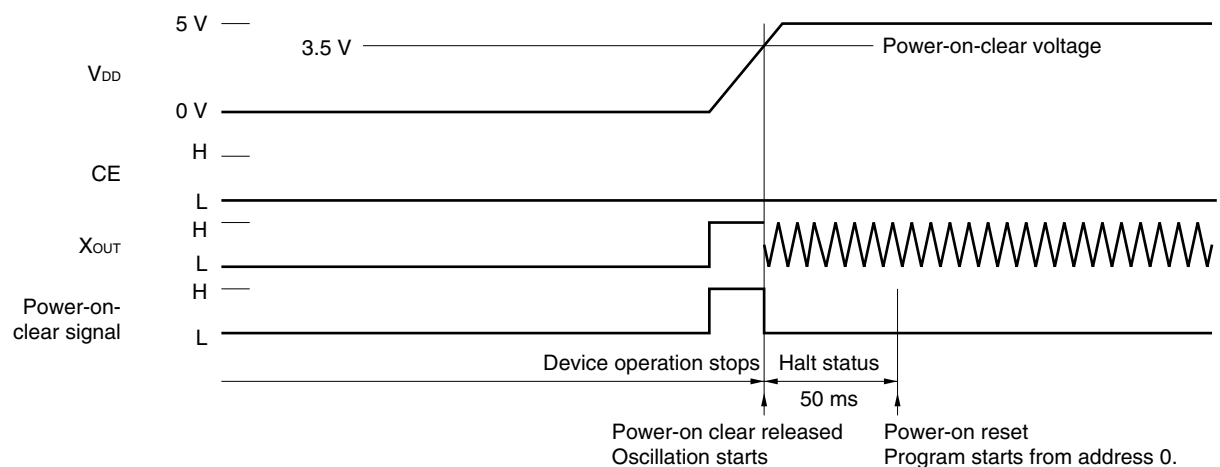 5 V
3.5 V
Power-on-clear voltage
VDD
0 V
H
CE
L
H
XOUT
L
H
Power-on-
clear signal
L
Device operation stops
Halt status
50 ms
Power-on clear released
Oscillation starts
Power-on reset
Program starts from address 0.